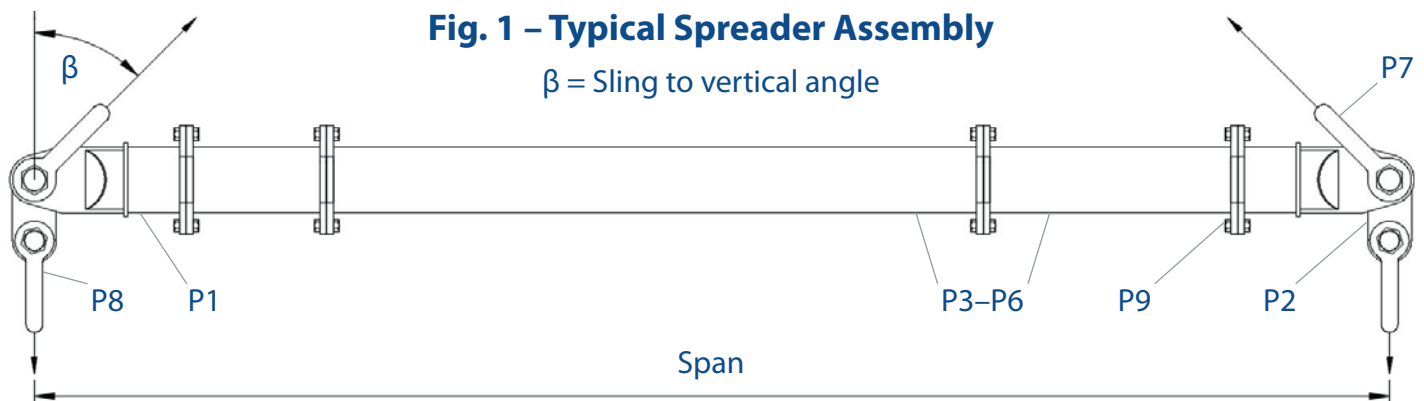 Fig. 1 – Typical Spreader Assembly
β = Sling to vertical angle
β
P7
P8
P1
P3–P6
P9
P2
Span